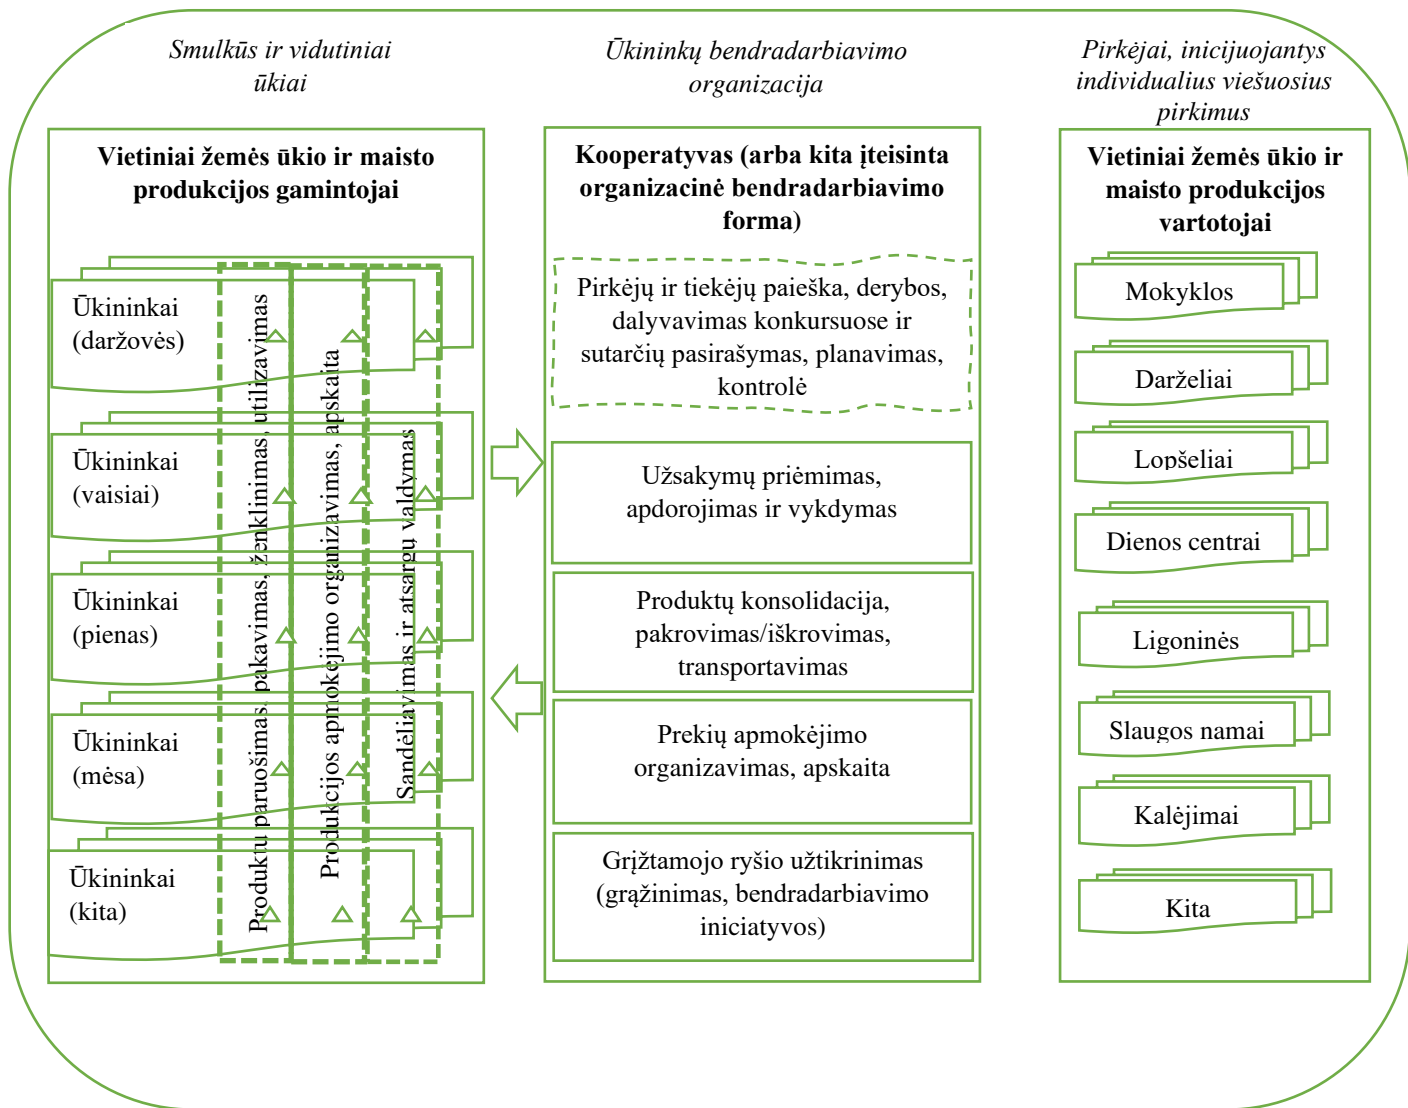 Smulkūs ir vidutiniai
ūkiai
Vietiniai žemės ūkio ir maisto
produkcijos gamintojai
Ūkininkai
(daržovės)
Ūkininkai
(vaisiai)
Ūkininkai
(pienas)
Ūkininkai
(mėsa)
Ūkininkai
(kita)
Produktu paruošimas, pakavimas, ženklinimas, utilizavimas
Produkcijos apmokėjimo organizavimas, apskaita
Sandėliavimas ir atsargų valdymas
Ūkininkų bendradarbiavimo
organizacija
Kooperatyvas (arba kita įteisinta
organizacinė bendradarbiavimo
forma)
Pirkėjų ir tiekėjų paieška, derybos,
dalyvavimas konkursuose ir
sutarčių pasirašymas, planavimas,
kontrolė
Užsakymų priėmimas,
apdorojimas ir vykdymas
Produktų konsolidacija,
pakrovimas/iškrovimas,
transportavimas
Prekių apmokėjimo
organizavimas, apskaita
Grįžtamojo ryšio užtikrinimas
(grąžinimas, bendradarbiavimo
iniciatyvos)
Pirkėjai, inicijuojantys
individualius viešuosius
pirkimus
Vietiniai žemės ūkio ir
maisto produkcijos
vartotojai
Mokyklos
Darželiai
Lopšeliai
Dienos centrai
Ligoninės
Slaugos namai
Kalėjimai
Kita